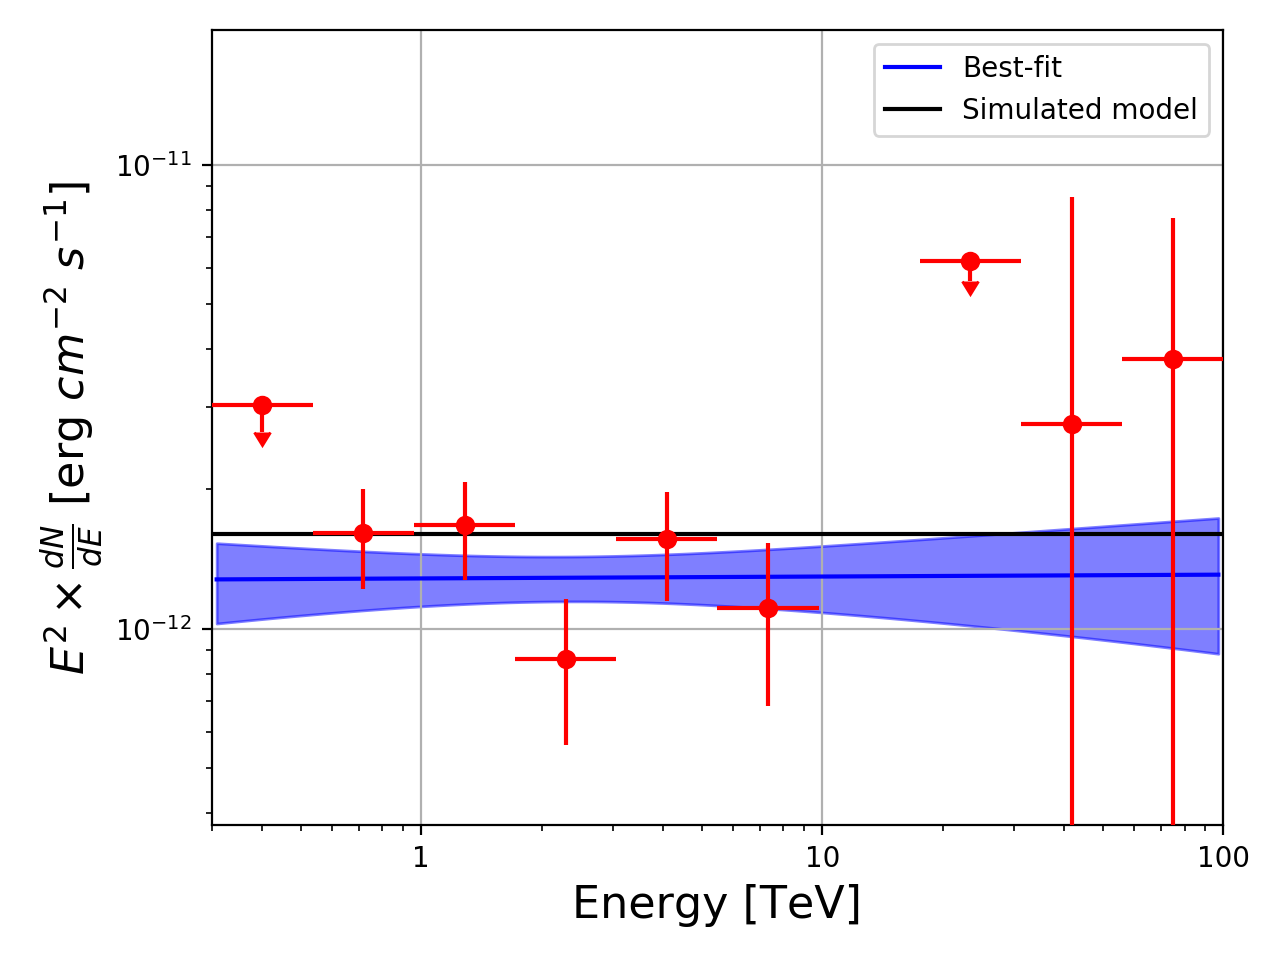 Best-fit
Simulated model
10⁻¹¹
10⁻¹²
E² × dN/dE [erg cm⁻² s⁻¹]
1
10
100
Energy [TeV]